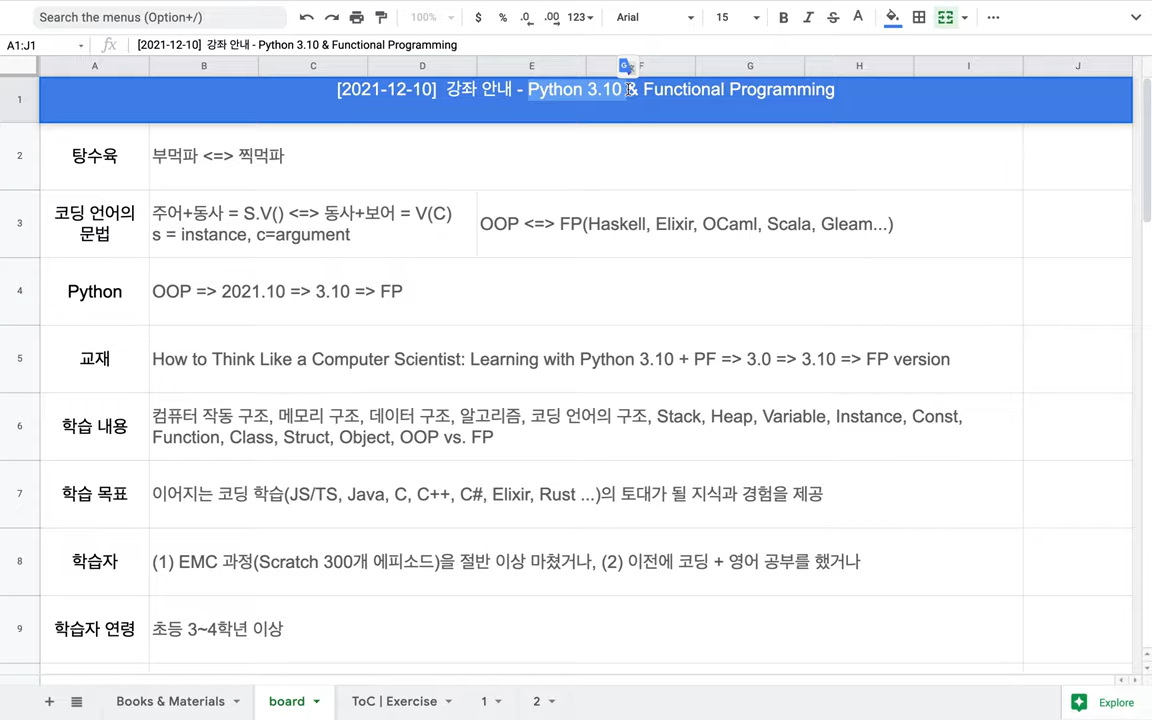 Search the menus (Option+/)
100%
$ % .0 .00 123
Arial
15
B I S A
A1:J1
fx
[2021-12-10] 강좌 안내 - Python 3.10 & Functional Programming
A B C D E F G H I J
1 [2021-12-10] 강좌 안내 - Python 3.10 & Functional Programming
2 탕수육 부먹파 <=> 찍먹파
3 코딩 언어의 문법
주어+동사 = S.V() <=> 동사+보어 = V(C)
s = instance, c=argument
OOP <=> FP(Haskell, Elixir, OCaml, Scala, Gleam...)
4 Python OOP => 2021.10 => 3.10 => FP
5 교재 How to Think Like a Computer Scientist: Learning with Python 3.10 + PF => 3.0 => 3.10 => FP version
6 학습 내용 컴퓨터 작동 구조, 메모리 구조, 데이터 구조, 알고리즘, 코딩 언어의 구조, Stack, Heap, Variable, Instance, Const,
Function, Class, Struct, Object, OOP vs. FP
7 학습 목표 이어지는 코딩 학습(JS/TS, Java, C, C++, C#, Elixir, Rust ...)의 토대가 될 지식과 경험을 제공
8 학습자 (1) EMC 과정(Scratch 300개 에피소드)을 절반 이상 마쳤거나, (2) 이전에 코딩 + 영어 공부를 했거나
9 학습자 연령 초등 3~4학년 이상
Books & Materials board ToC | Exercise 1 2 Explore